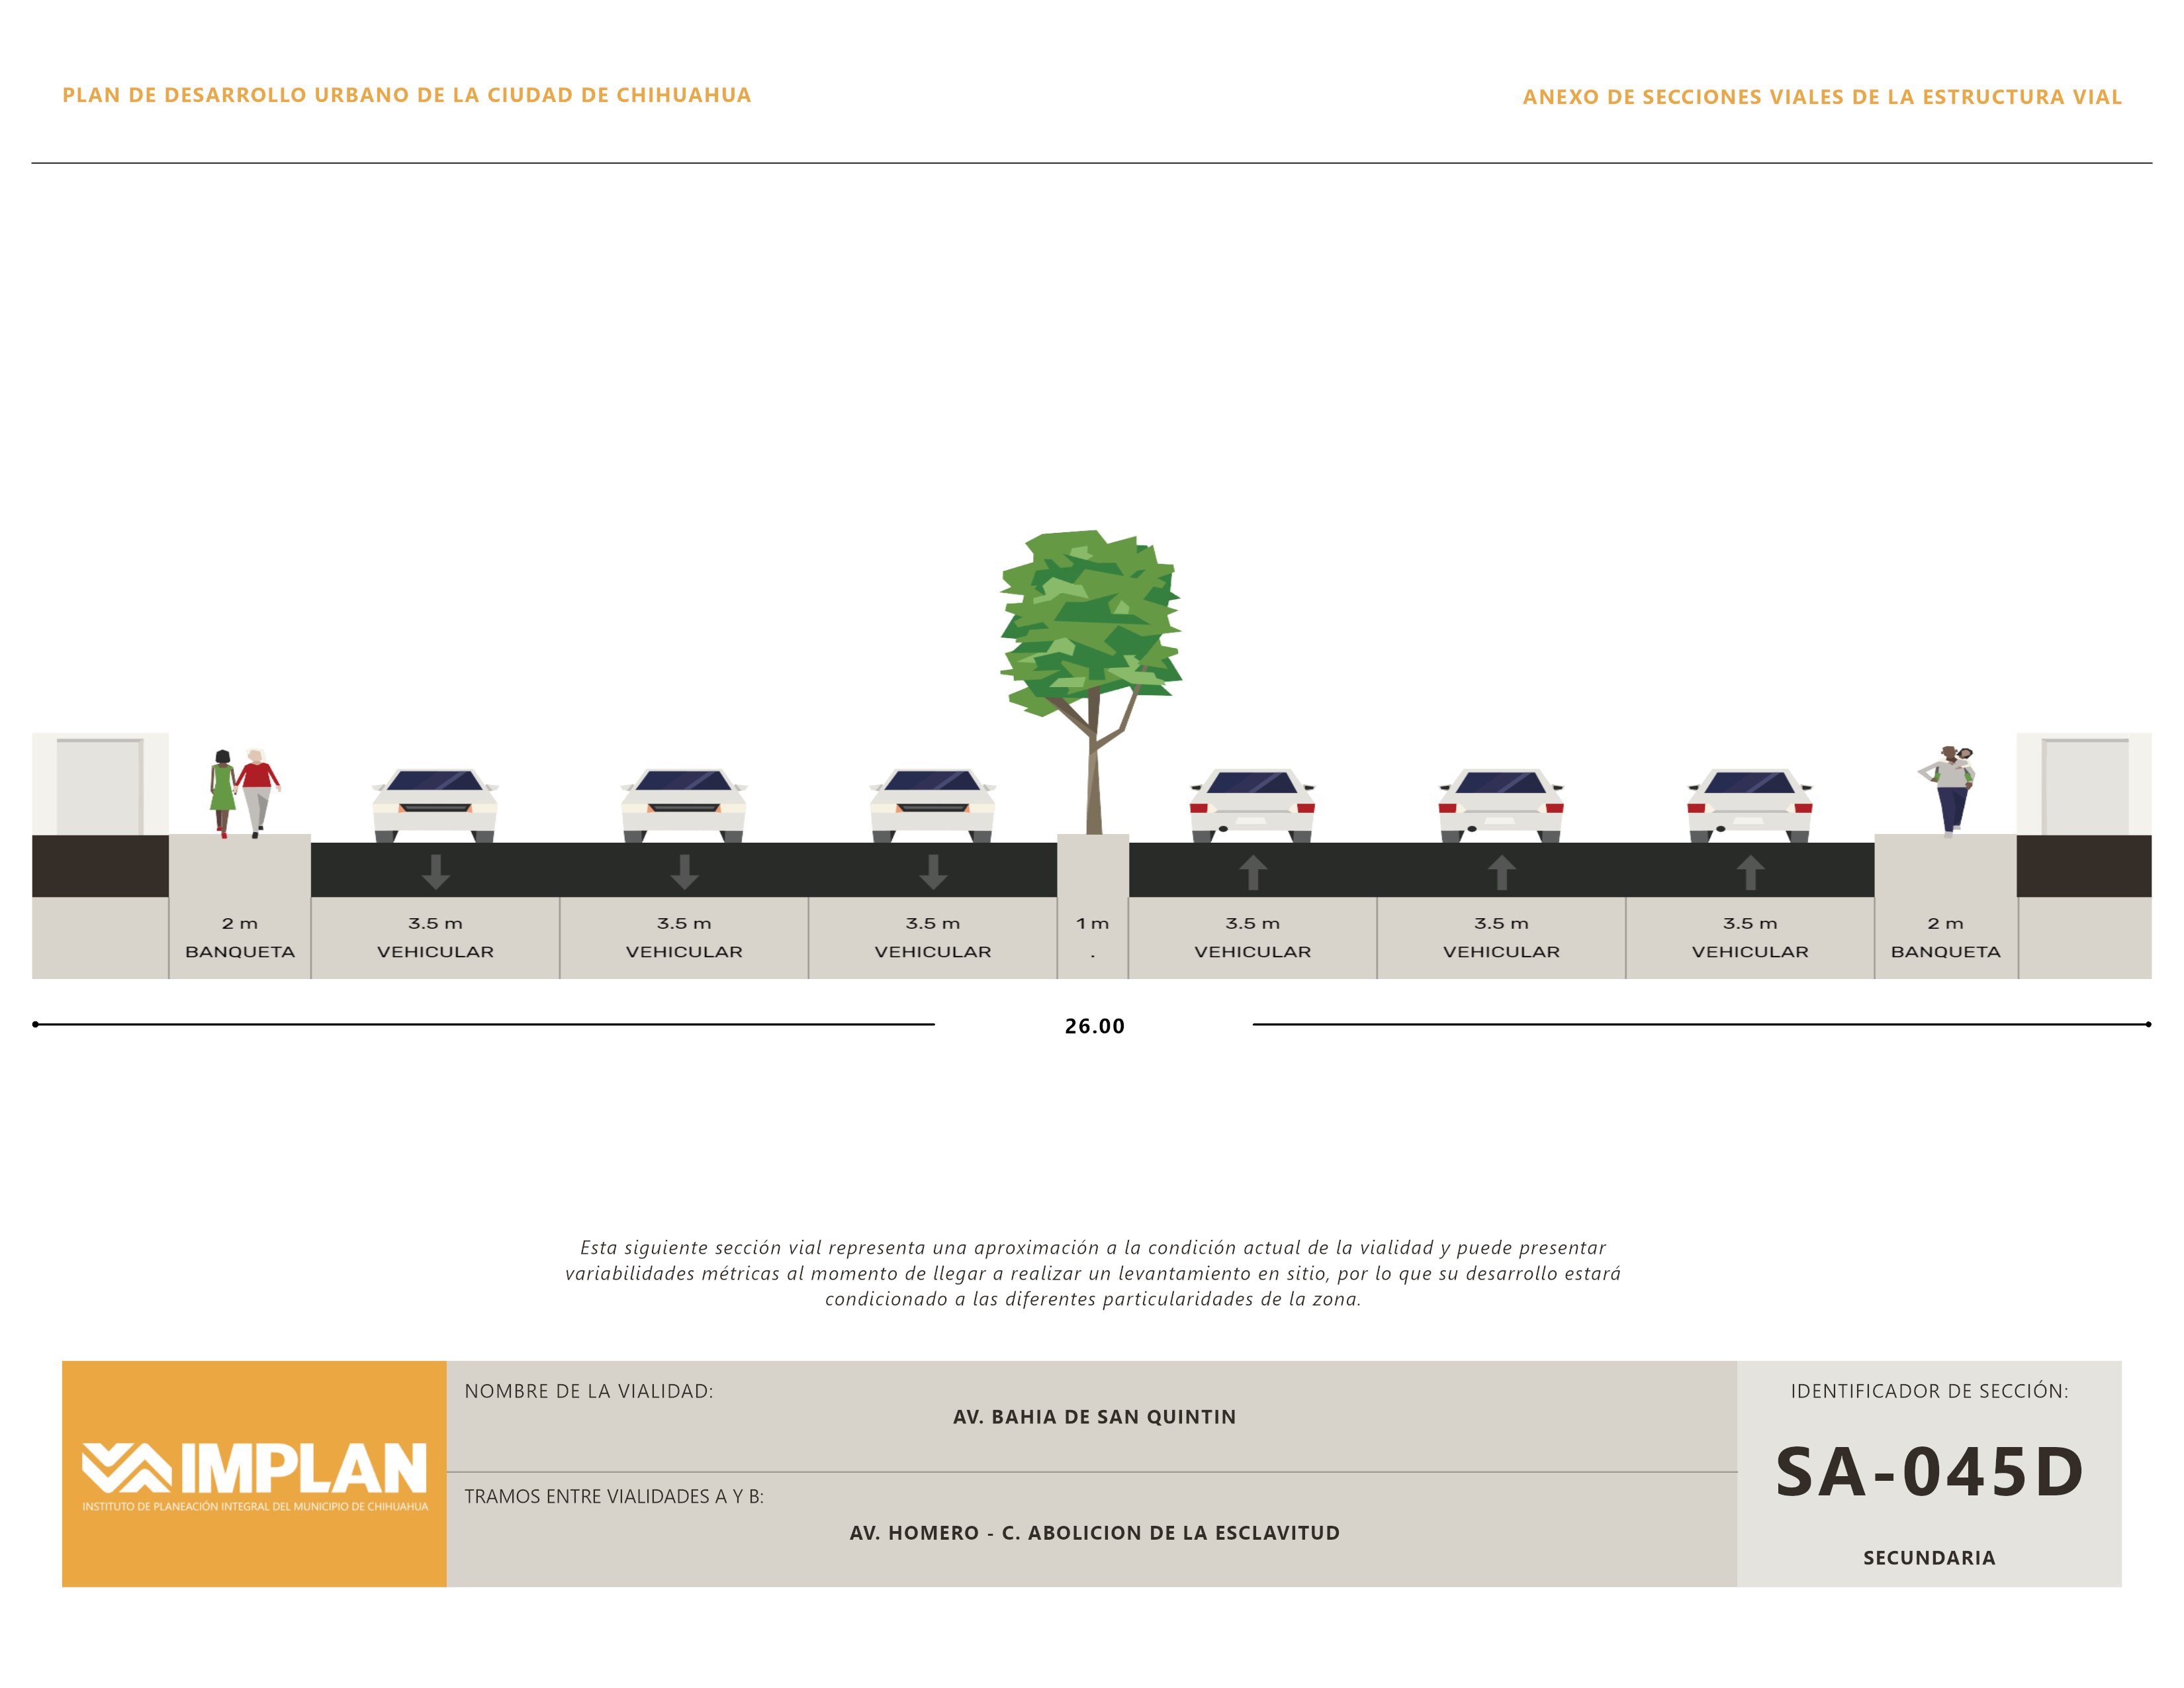 PLAN DE DESARROLLO URBANO DE LA CIUDAD DE CHIHUAHUA
ANEXO DE SECCIONES VIALES DE LA ESTRUCTURA VIAL
2 m 3.5 m 3.5 m 3.5 m 1 m 3.5 m 3.5 m 3.5 m 2 m
BANQUETA VEHICULAR VEHICULAR VEHICULAR . VEHICULAR VEHICULAR VEHICULAR BANQUETA
26.00
Esta siguiente sección vial representa una aproximación a la condición actual de la vialidad y puede presentar
variabilidades métricas al momento de llegar a realizar un levantamiento en sitio, por lo que su desarrollo estará
condicionado a las diferentes particularidades de la zona.
IMPLAN
INSTITUTO DE PLANEACIÓN INTEGRAL DEL MUNICIPIO DE CHIHUAHUA
NOMBRE DE LA VIALIDAD:
AV. BAHIA DE SAN QUINTIN
TRAMOS ENTRE VIALIDADES A Y B:
AV. HOMERO - C. ABOLICION DE LA ESCLAVITUD
IDENTIFICADOR DE SECCIÓN:
SA-045D
SECUNDARIA